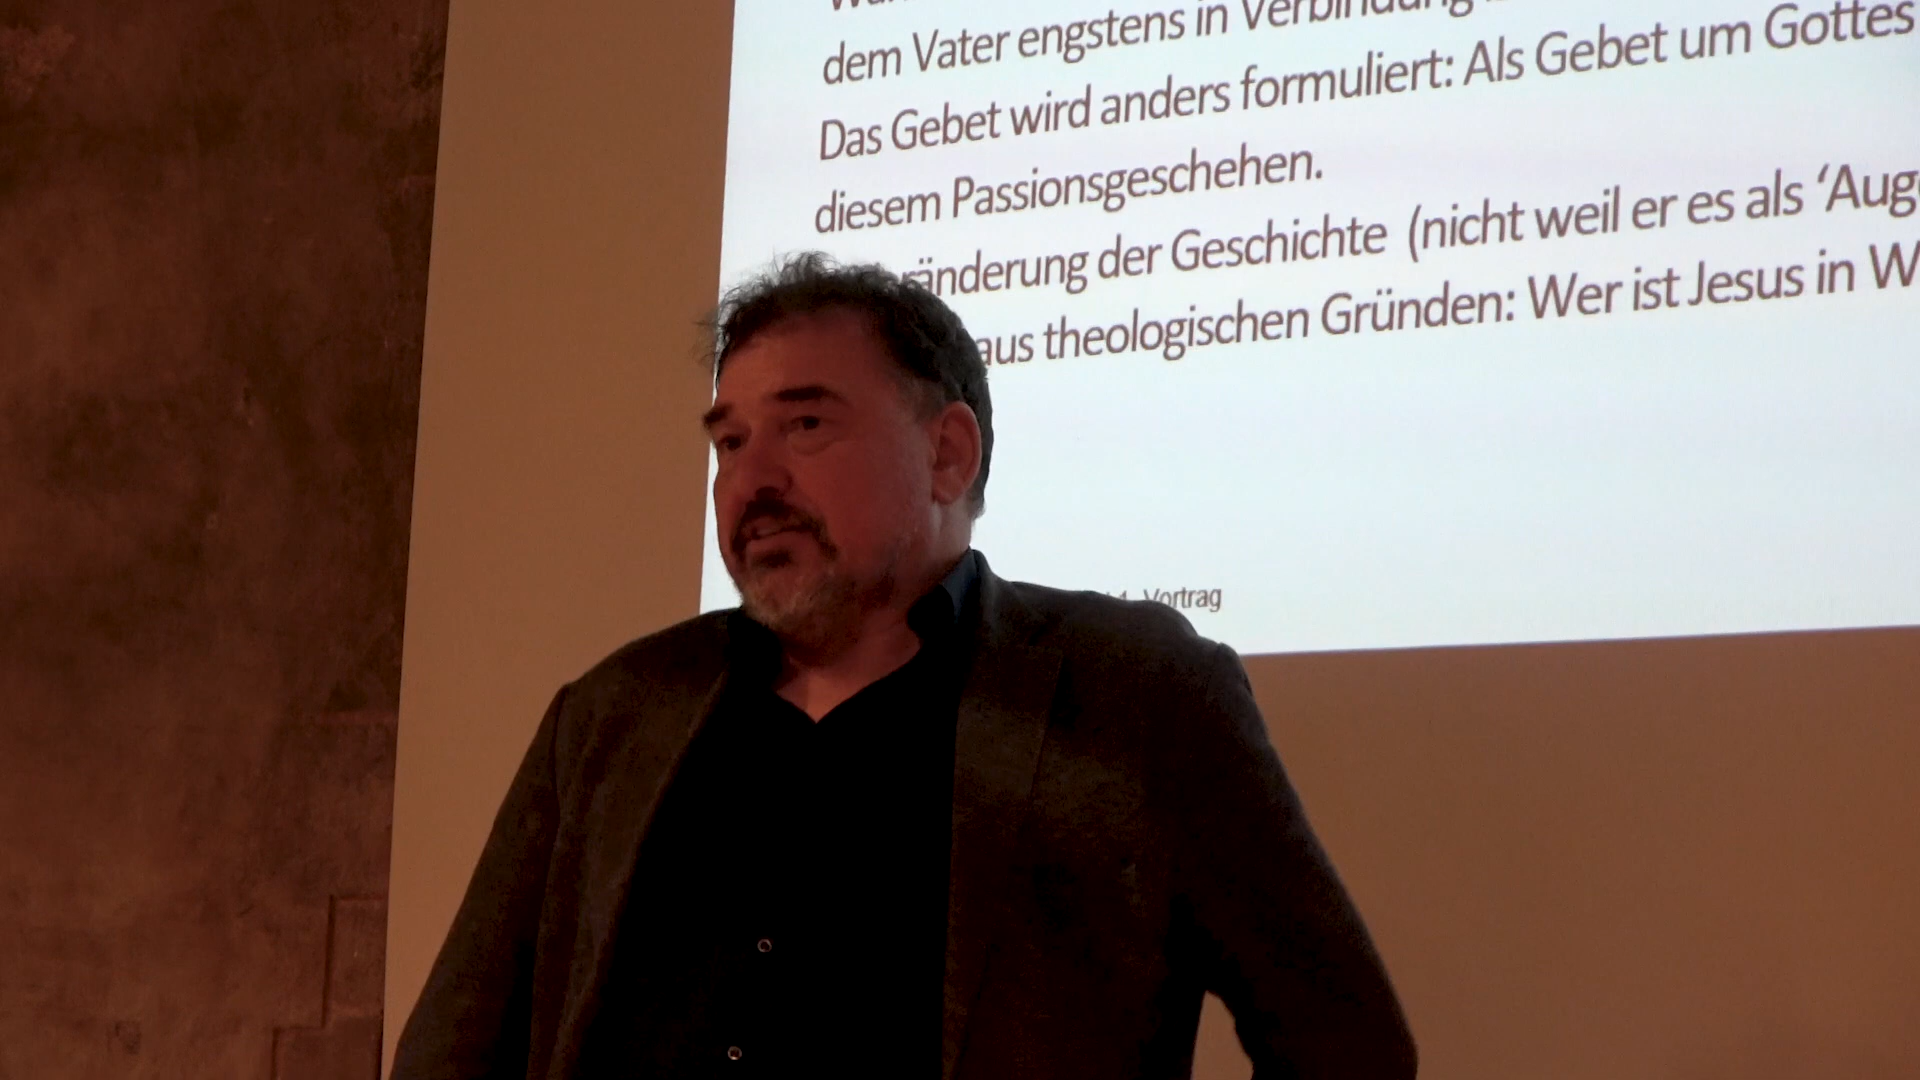 dem Vater engstens in Verbindung
Das Gebet wird anders formuliert: Als Gebet um Gottes
diesem Passionsgeschehen.
änderung der Geschichte (nicht weil er es als ‘Aug
aus theologischen Gründen: Wer ist Jesus in W
Vortrag